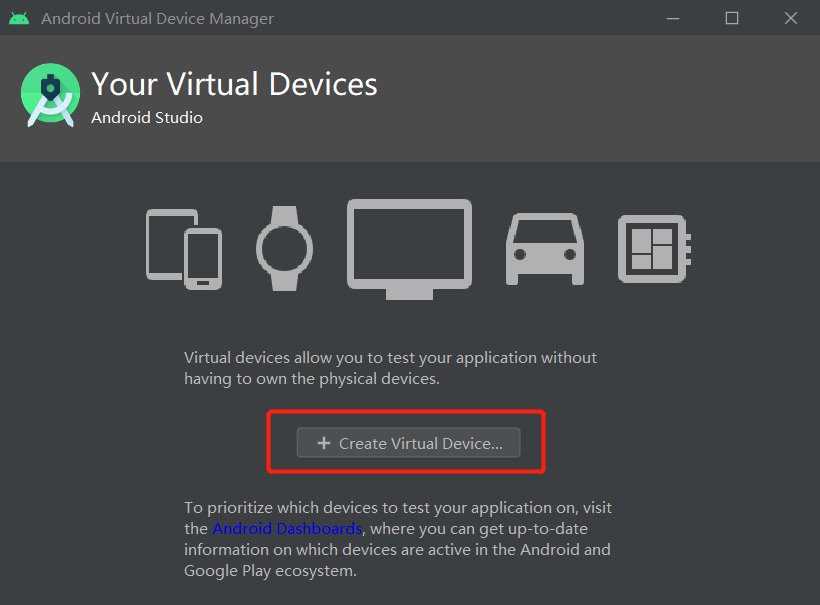 Android Virtual Device Manager
Your Virtual Devices
Android Studio
Virtual devices allow you to test your application without
having to own the physical devices.
+ Create Virtual Device...
To prioritize which devices to test your application on, visit
the Android Dashboards, where you can get up-to-date
information on which devices are active in the Android and
Google Play ecosystem.